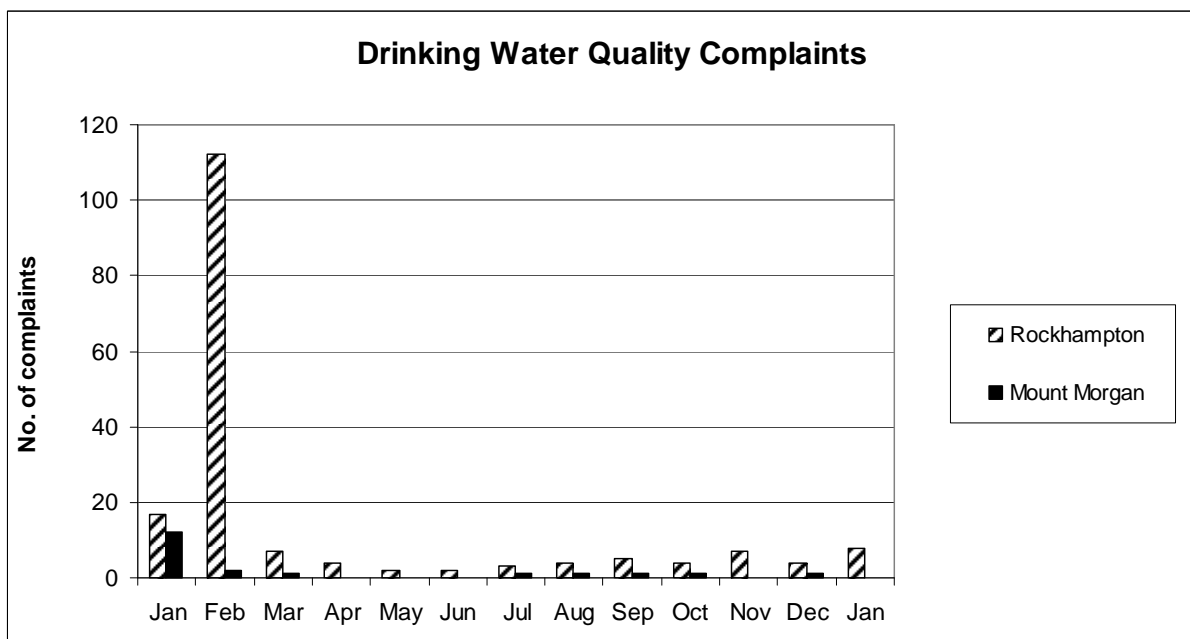 Drinking Water Quality Complaints
No. of complaints
120
100
80
60
40
20
0
Jan Feb Mar Apr May Jun Jul Aug Sep Oct Nov Dec Jan
Rockhampton
Mount Morgan